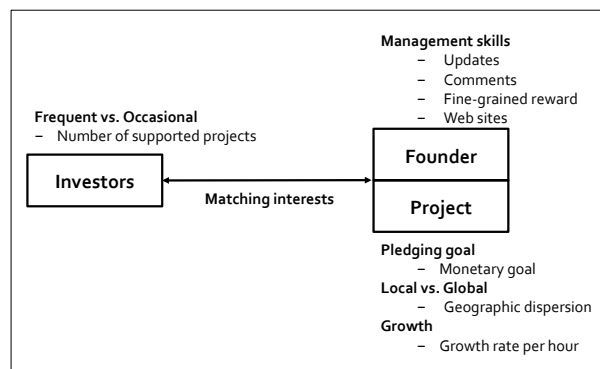 Management skills
– Updates
– Comments
– Fine-grained reward
– Web sites
Frequent vs. Occasional
– Number of supported projects
Investors
Matching interests
Founder
Project
Pledging goal
– Monetary goal
Local vs. Global
– Geographic dispersion
Growth
– Growth rate per hour